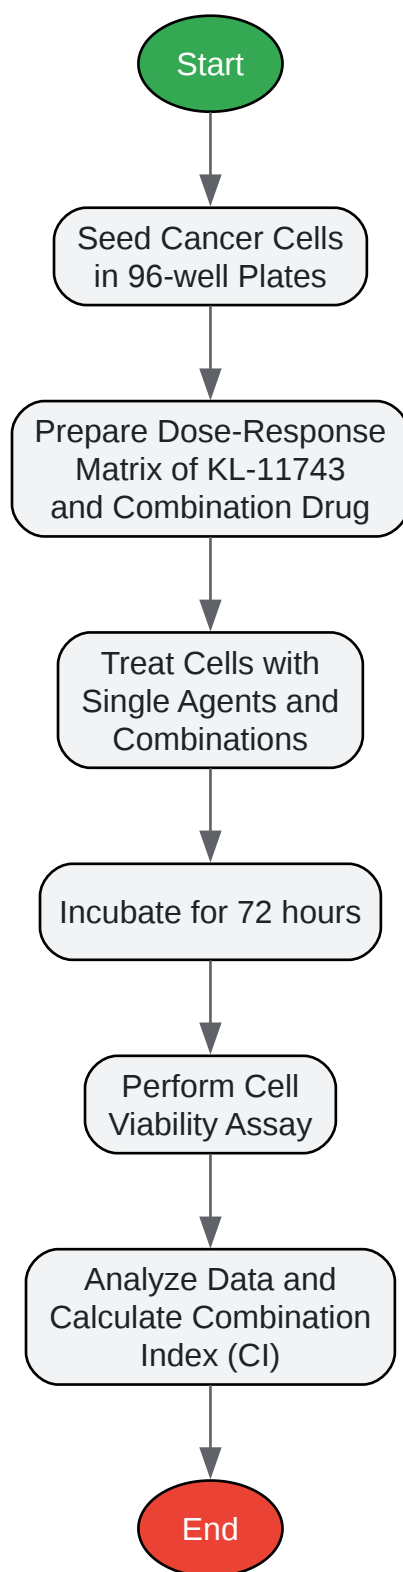 Start
Seed Cancer Cells
in 96-well Plates
Prepare Dose-Response
Matrix of KL-11743
and Combination Drug
Treat Cells with
Single Agents and
Combinations
Incubate for 72 hours
Perform Cell
Viability Assay
Analyze Data and
Calculate Combination
Index (CI)
End